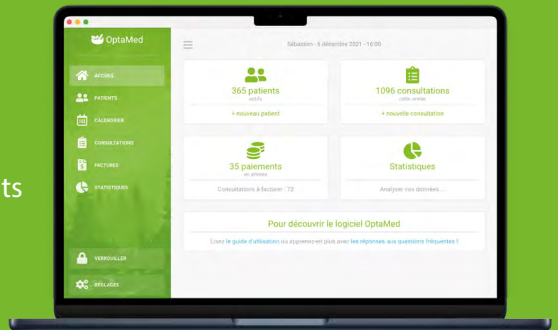 ts
OptaMed
ACCUEIL
PATIENTS
CALENDRIER
CONSULTATIONS
FACTURES
STATISTIQUES
VERROUILLER
RÉGLAGES
Sébastien - 6 décembre 2021 - 16:00
365 patients
actifs
+ nouveau patient
1096 consultations
cette année
+ nouvelle consultation
35 paiements
en attente
Consultations à facturer : 72
Statistiques
Analyser vos données ...
Pour découvrir le logiciel OptaMed
Lisez le guide d'utilisation ou apprenez-en plus avec les réponses aux questions fréquentes !